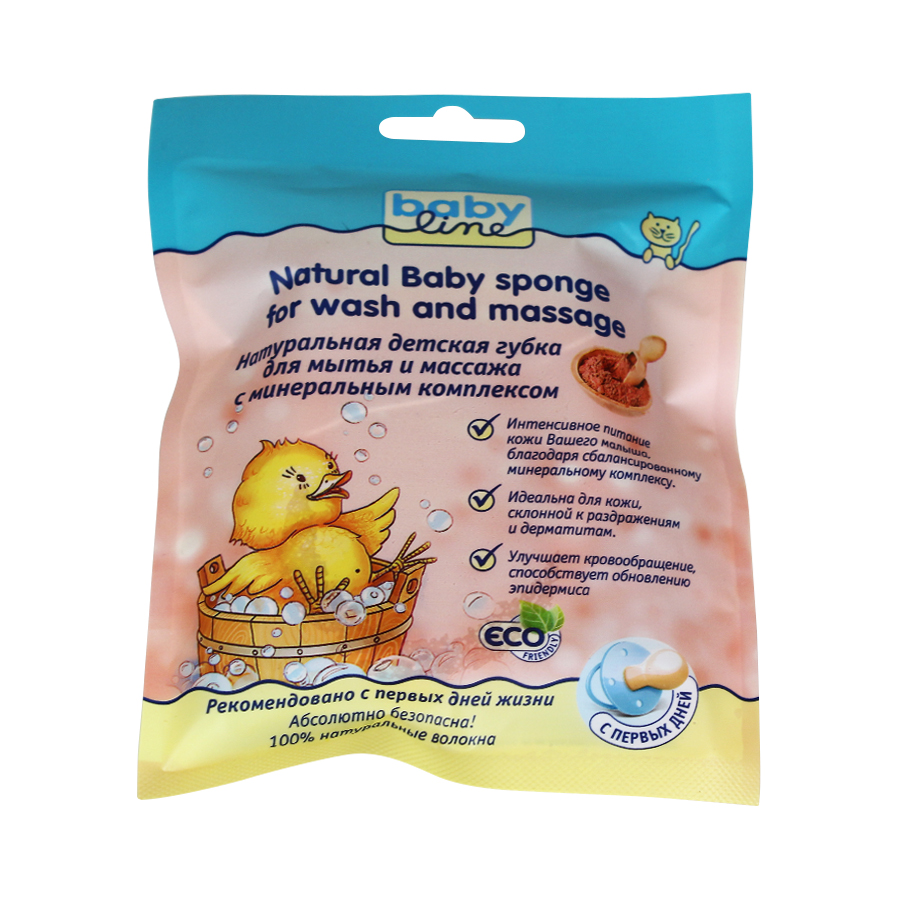 baby
line
Natural Baby sponge
for wash and massage
Натуральная детская губка
для мытья и массажа
с минеральным комплексом
Интенсивное питание
кожи Вашего малыша,
благодаря сбалансированному
минеральному комплексу.
Идеальна для кожи,
склонной к раздражениям
и дерматитам.
Улучшает кровообращение,
способствует обновлению
эпидермиса
ECO
FRIENDLY)
Рекомендовано с первых дней жизни
Абсолютно безопасна!
100% натуральные волокна
С ПЕРВЫХ ДНЕЙ